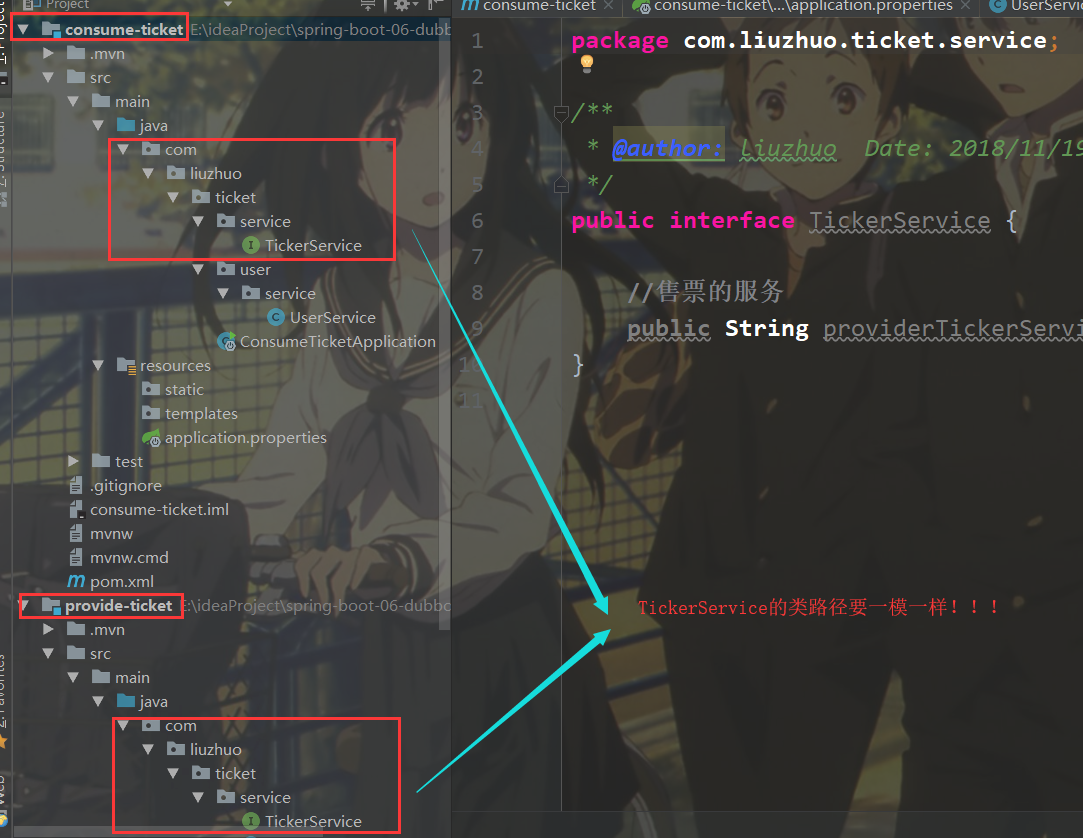 Project
consume-ticket E:\ideaProject\spring-boot-06-dubb
.mvn
src
main
java
com
liuzhuo
ticket
service
TickerService
user
service
UserService
ConsumeTicketApplication
resources
static
templates
application.properties
test
.gitignore
consume-ticket.iml
mvnw
mvnw.cmd
pom.xml
provide-ticket E:\ideaProject\spring-boot-06-dubbo
.mvn
src
main
java
com
liuzhuo
ticket
service
TickerService
consume-ticket × consume-ticket\...\application.properties × UserServic
1 package com.liuzhuo.ticket.service;
2
3 /**
4 * @author: Liuzhuo Date: 2018/11/19
5 */
6 public interface TickerService {
7
8 //售票的服务
9 public String providerTickerServi
10 }
11
TickerService的类路径要一模一样！！！
2: Favorites
Web